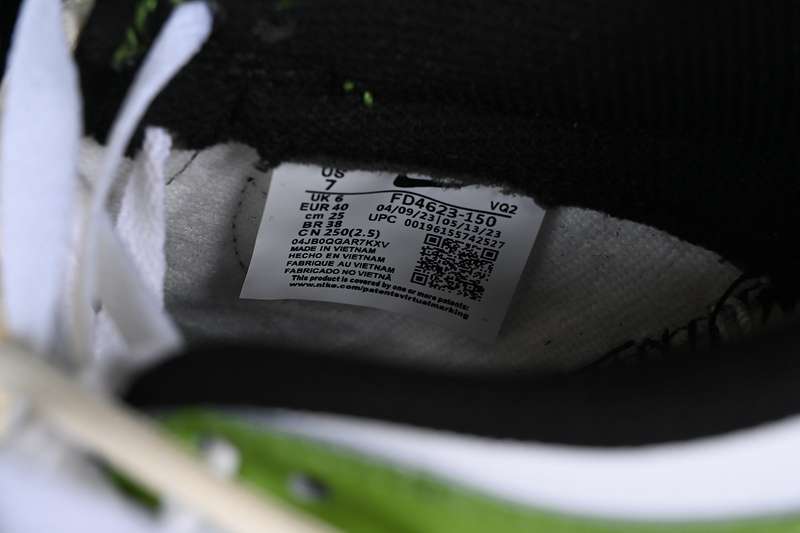 US
7
UK 6
EUR 40
cm 25
BR 38
CN 250(2.5)
VQ2
FD4623-150
04/09/23|05/13/23
UPC 00196155742527
04JB0QGAR7KXV
MADE IN VIETNAM
HECHO EN VIETNAM
FABRIQUE AU VIETNAM
FABRICADO NO VIETNÃ
This product is covered by one or more patents:
www.nike.com/patentsvirtualmarking